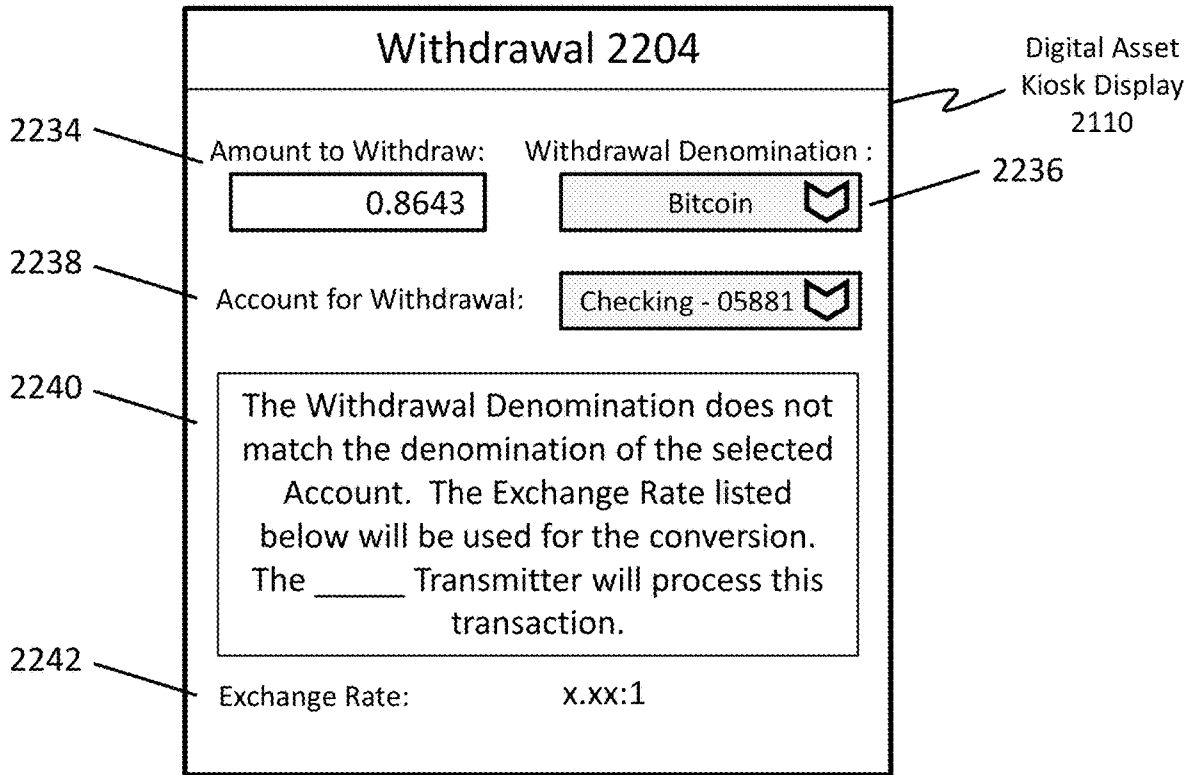 Withdrawal 2204
Digital Asset
Kiosk Display
2110
2234
Amount to Withdraw:
Withdrawal Denomination :
0.8643
Bitcoin
2236
2238
Account for Withdrawal:
Checking - 05881
2240
The Withdrawal Denomination does not
match the denomination of the selected
Account. The Exchange Rate listed
below will be used for the conversion.
The ______ Transmitter will process this
transaction.
2242
Exchange Rate:
x.xx:1